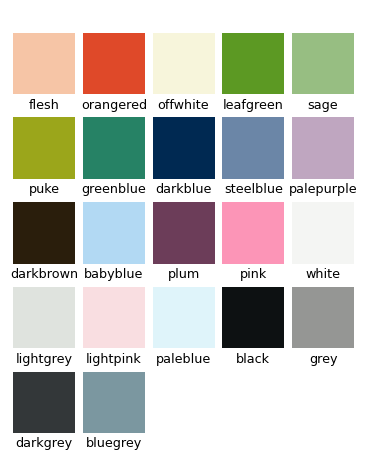 flesh orangered offwhite leafgreen sage
puke greenblue darkblue steelblue palepurple
darkbrown babyblue plum pink white
lightgrey lightpink paleblue black grey
darkgrey bluegrey